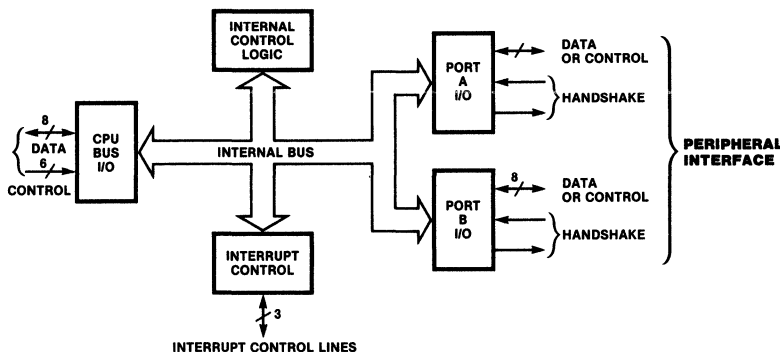 INTERNAL
CONTROL
LOGIC
8
DATA
6
CONTROL
CPU
BUS
I/O
INTERNAL BUS
INTERRUPT
CONTROL
3
INTERRUPT CONTROL LINES
PORT
A
I/O
DATA
OR CONTROL
HANDSHAKE
PORT
B
I/O
8
DATA
OR CONTROL
HANDSHAKE
PERIPHERAL
INTERFACE